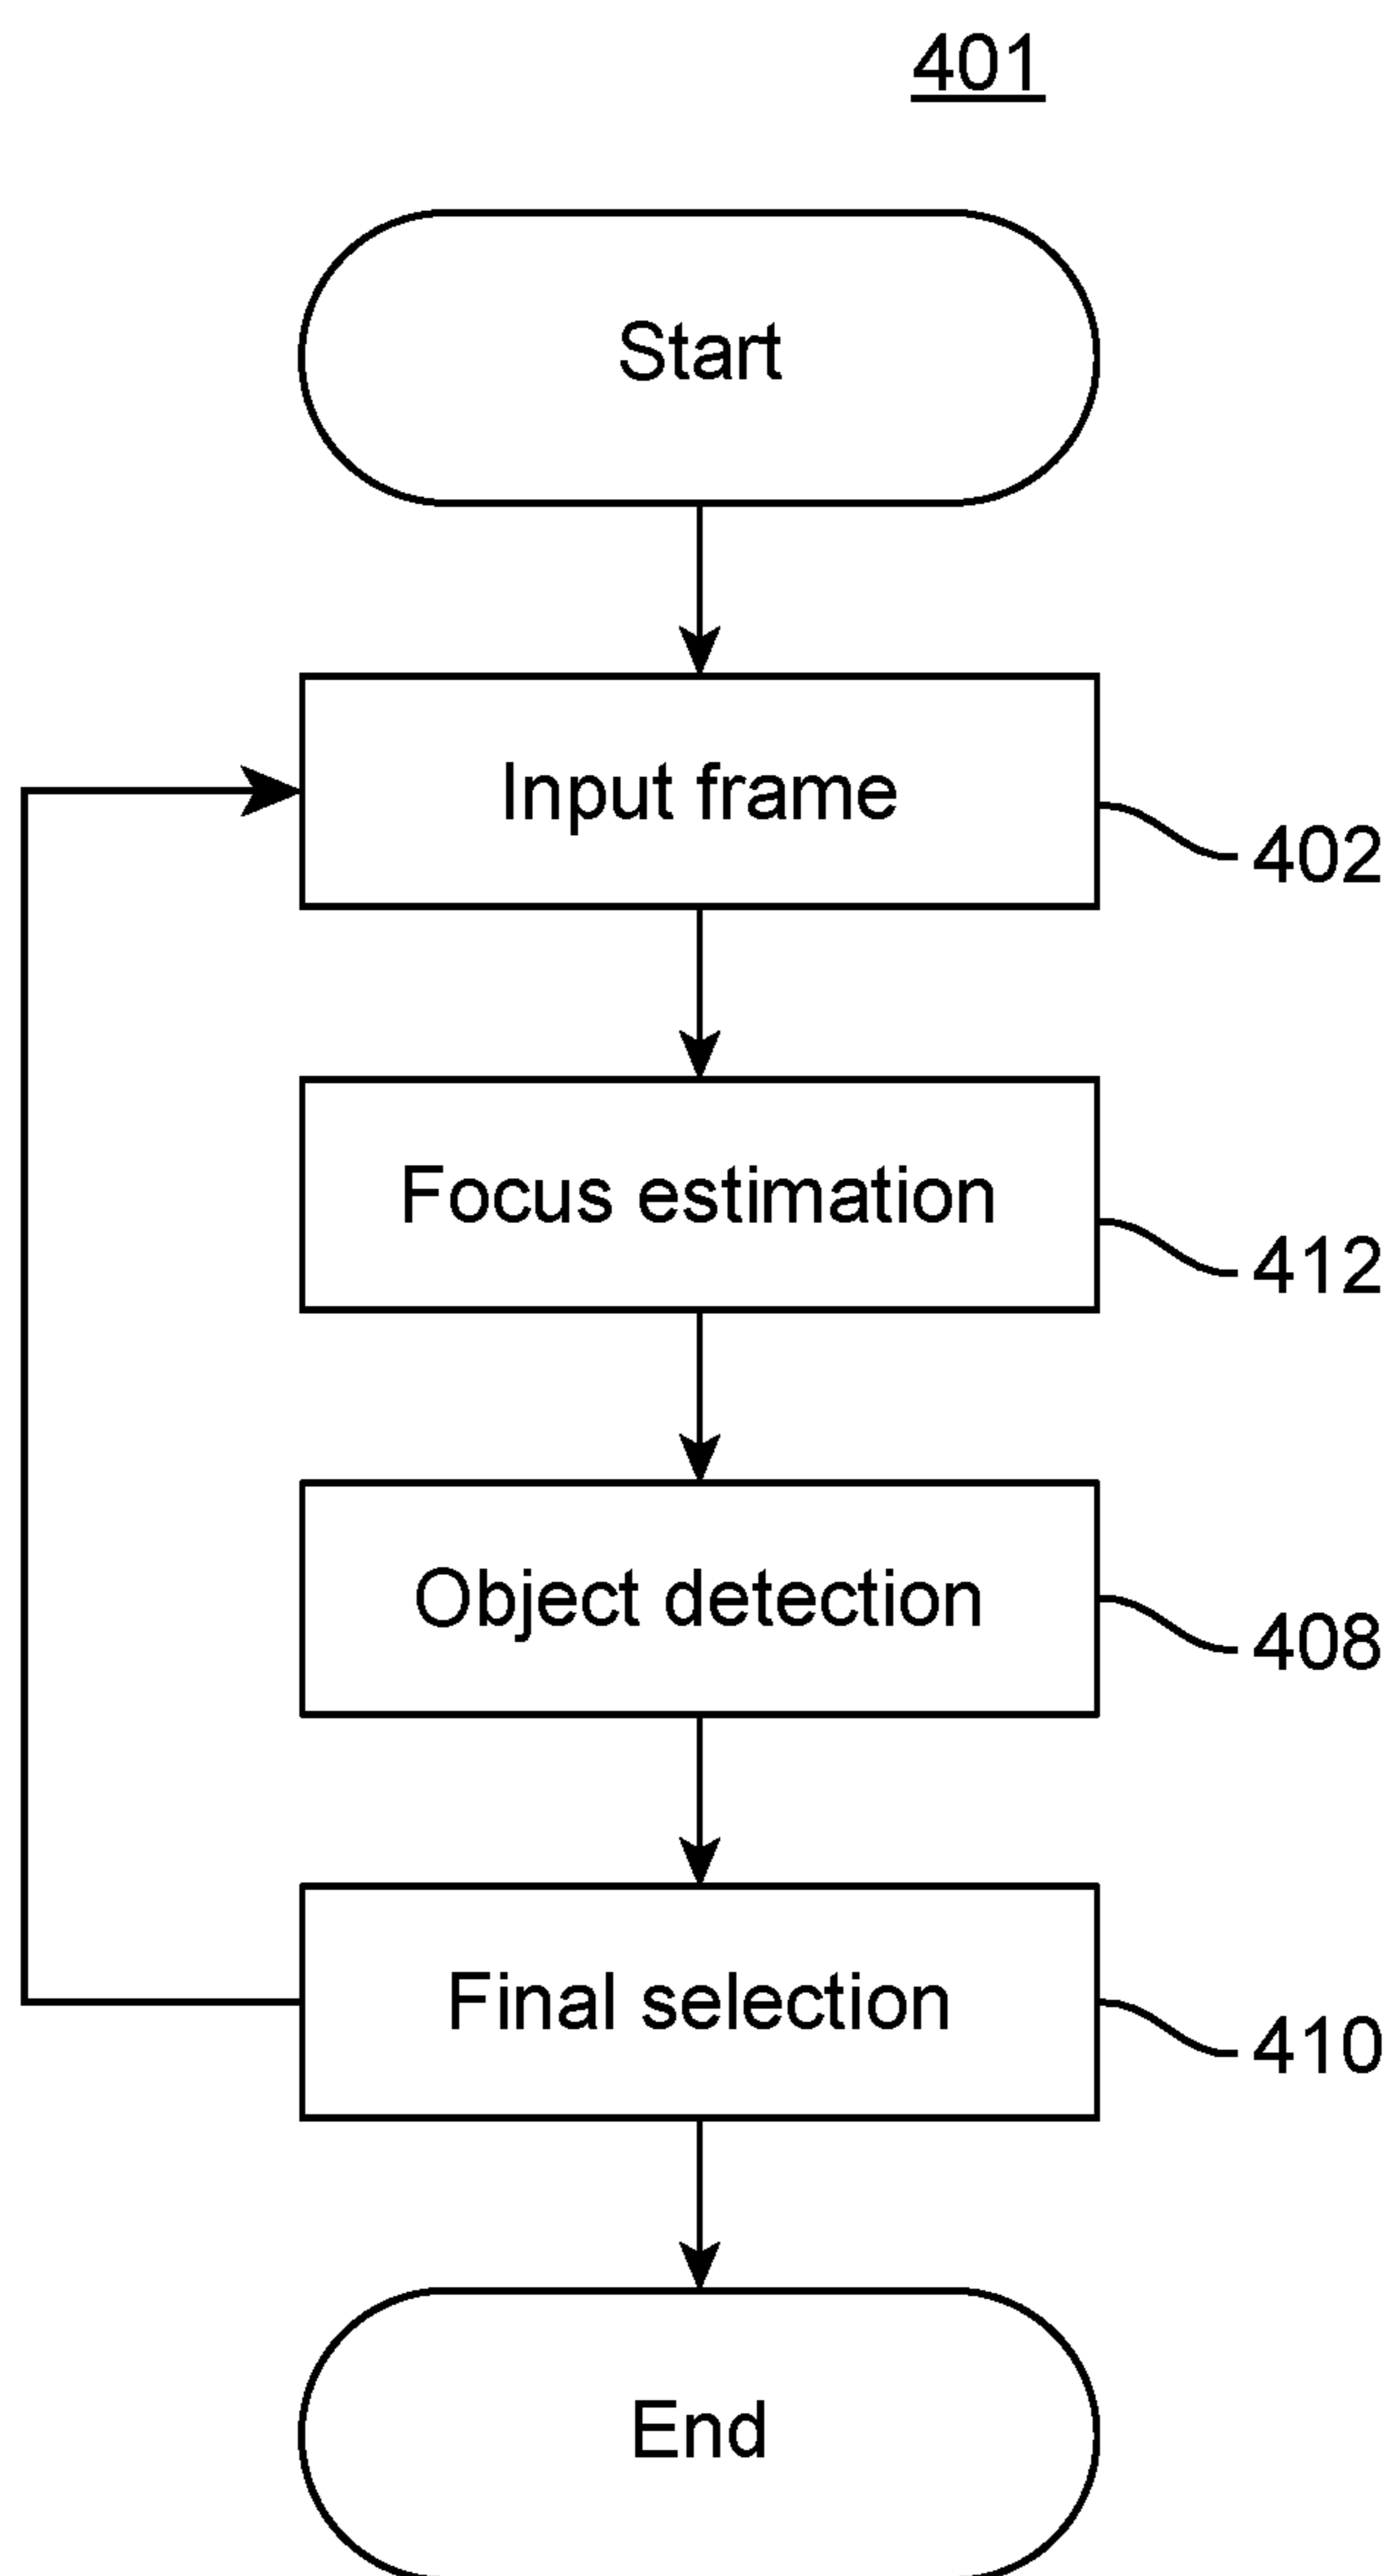 401
Start
Input frame
402
Focus estimation
412
Object detection
408
Final selection
410
End